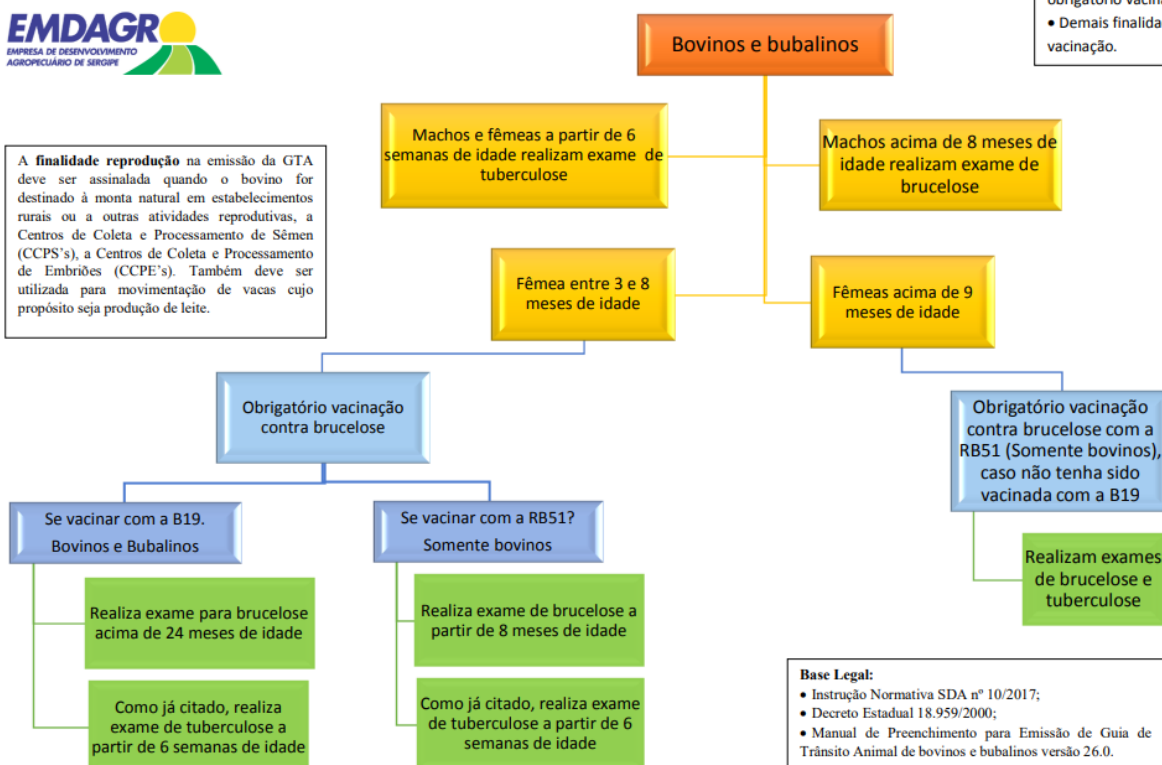 EMDAGRO
EMPRESA DE DESENVOLVIMENTO
AGROPECUÁRIO DE SERGIPE
Bovinos e bubalinos
• Demais finalida
vacinação.
Machos e fêmeas a partir de 6
semanas de idade realizam exame de
tuberculose
Machos acima de 8 meses de
idade realizam exame de
brucelose
A finalidade reprodução na emissão da GTA
deve ser assinalada quando o bovino for
destinado à monta natural em estabelecimentos
rurais ou a outras atividades reprodutivas, a
Centros de Coleta e Processamento de Sêmen
(CCPS's), a Centros de Coleta e Processamento
de Embriões (CCPE's). Também deve ser
utilizada para movimentação de vacas cujo
propósito seja produção de leite.
Fêmea entre 3 e 8
meses de idade
Fêmeas acima de 9
meses de idade
Obrigatório vacinação
contra brucelose
Obrigatório vacinação
contra brucelose com a
RB51 (Somente bovinos),
caso não tenha sido
vacinada com a B19
Se vacinar com a B19.
Bovinos e Bubalinos
Se vacinar com a RB51?
Somente bovinos
Realiza exame para brucelose
acima de 24 meses de idade
Realiza exame de brucelose a
partir de 8 meses de idade
Realizam exames
de brucelose e
tuberculose
Como já citado, realiza
exame de tuberculose a
partir de 6 semanas de idade
Como já citado, realiza exame
de tuberculose a partir de 6
semanas de idade
Base Legal:
• Instrução Normativa SDA nº 10/2017;
• Decreto Estadual 18.959/2000;
• Manual de Preenchimento para Emissão de Guia de
Trânsito Animal de bovinos e bubalinos versão 26.0.